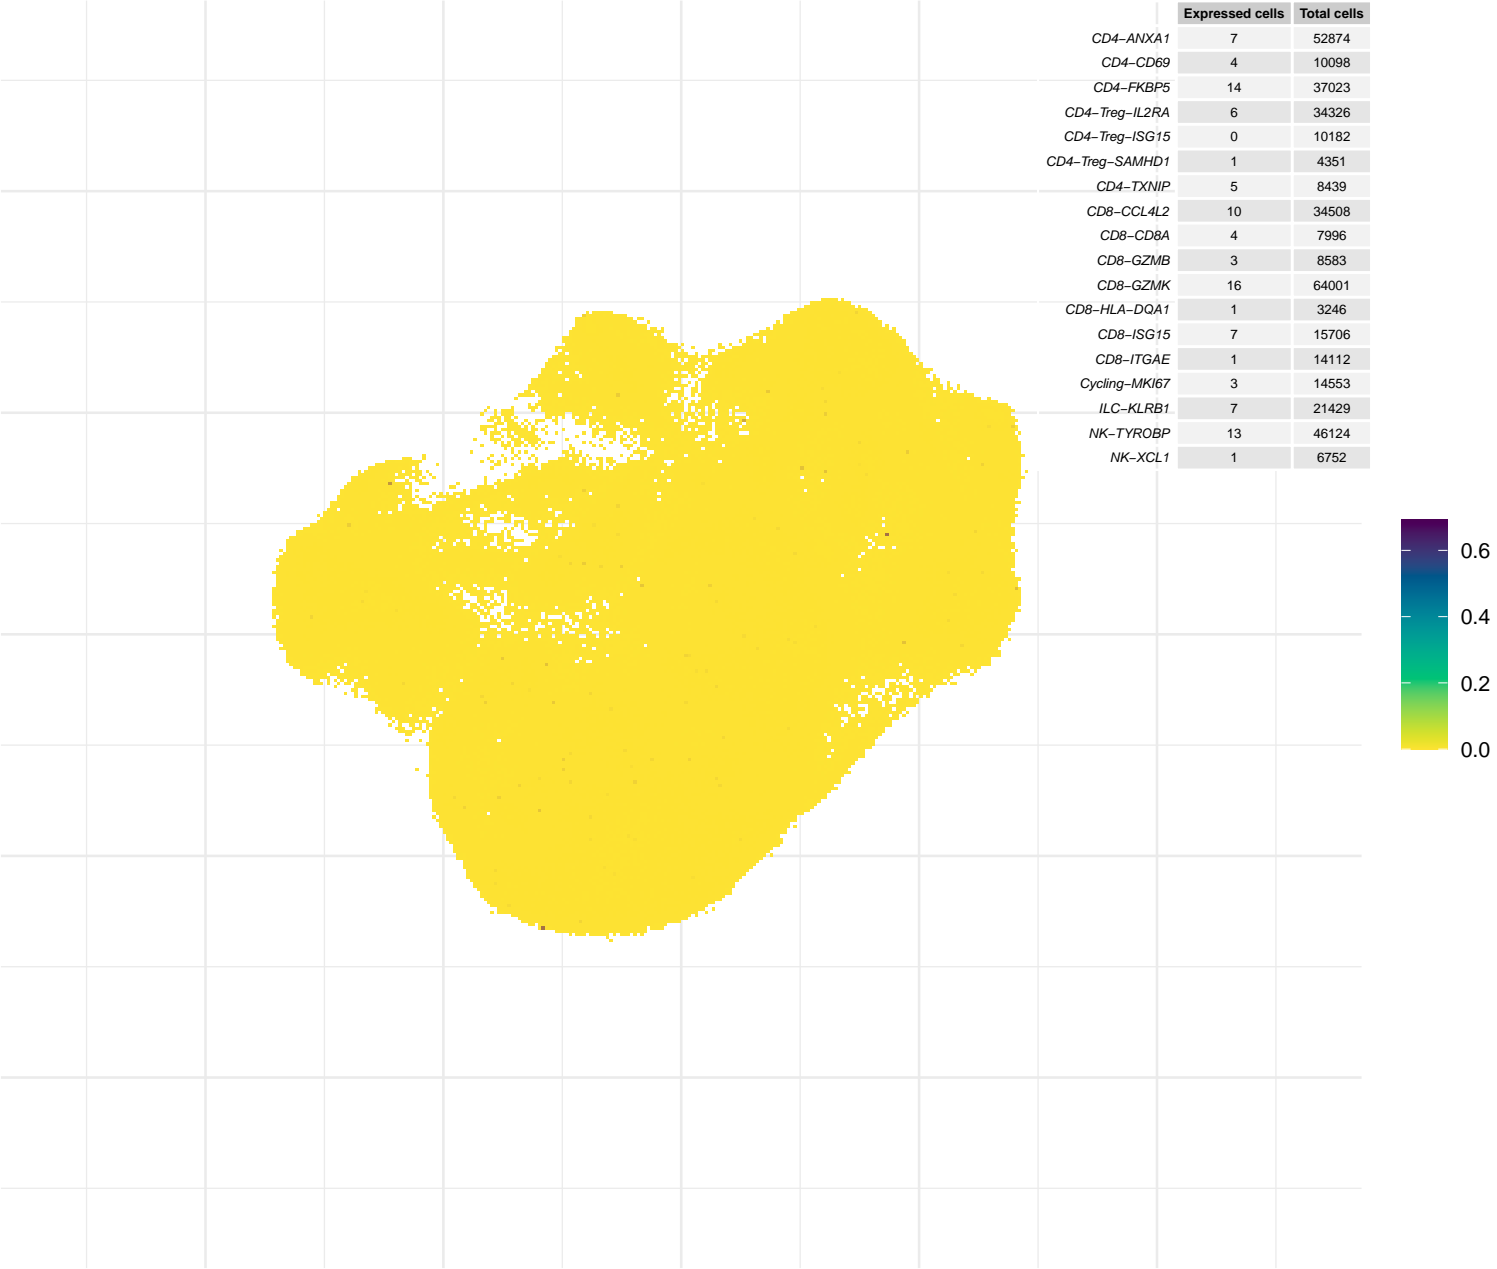 Expressed cells Total cells
CD4−ANXA1 7 52874
CD4−CD69 4 10098
CD4−FKBP5 14 37023
CD4−Treg−IL2RA 6 34326
CD4−Treg−ISG15 0 10182
CD4−Treg−SAMHD1 1 4351
CD4−TXNIP 5 8439
CD8−CCL4L2 10 34508
CD8−CD8A 4 7996
CD8−GZMB 3 8583
CD8−GZMK 16 64001
CD8−HLA−DQA1 1 3246
CD8−ISG15 7 15706
CD8−ITGAE 1 14112
Cycling−MKI67 3 14553
ILC−KLRB1 7 21429
NK−TYROBP 13 46124
NK−XCL1 1 6752
0.6
0.4
0.2
0.0